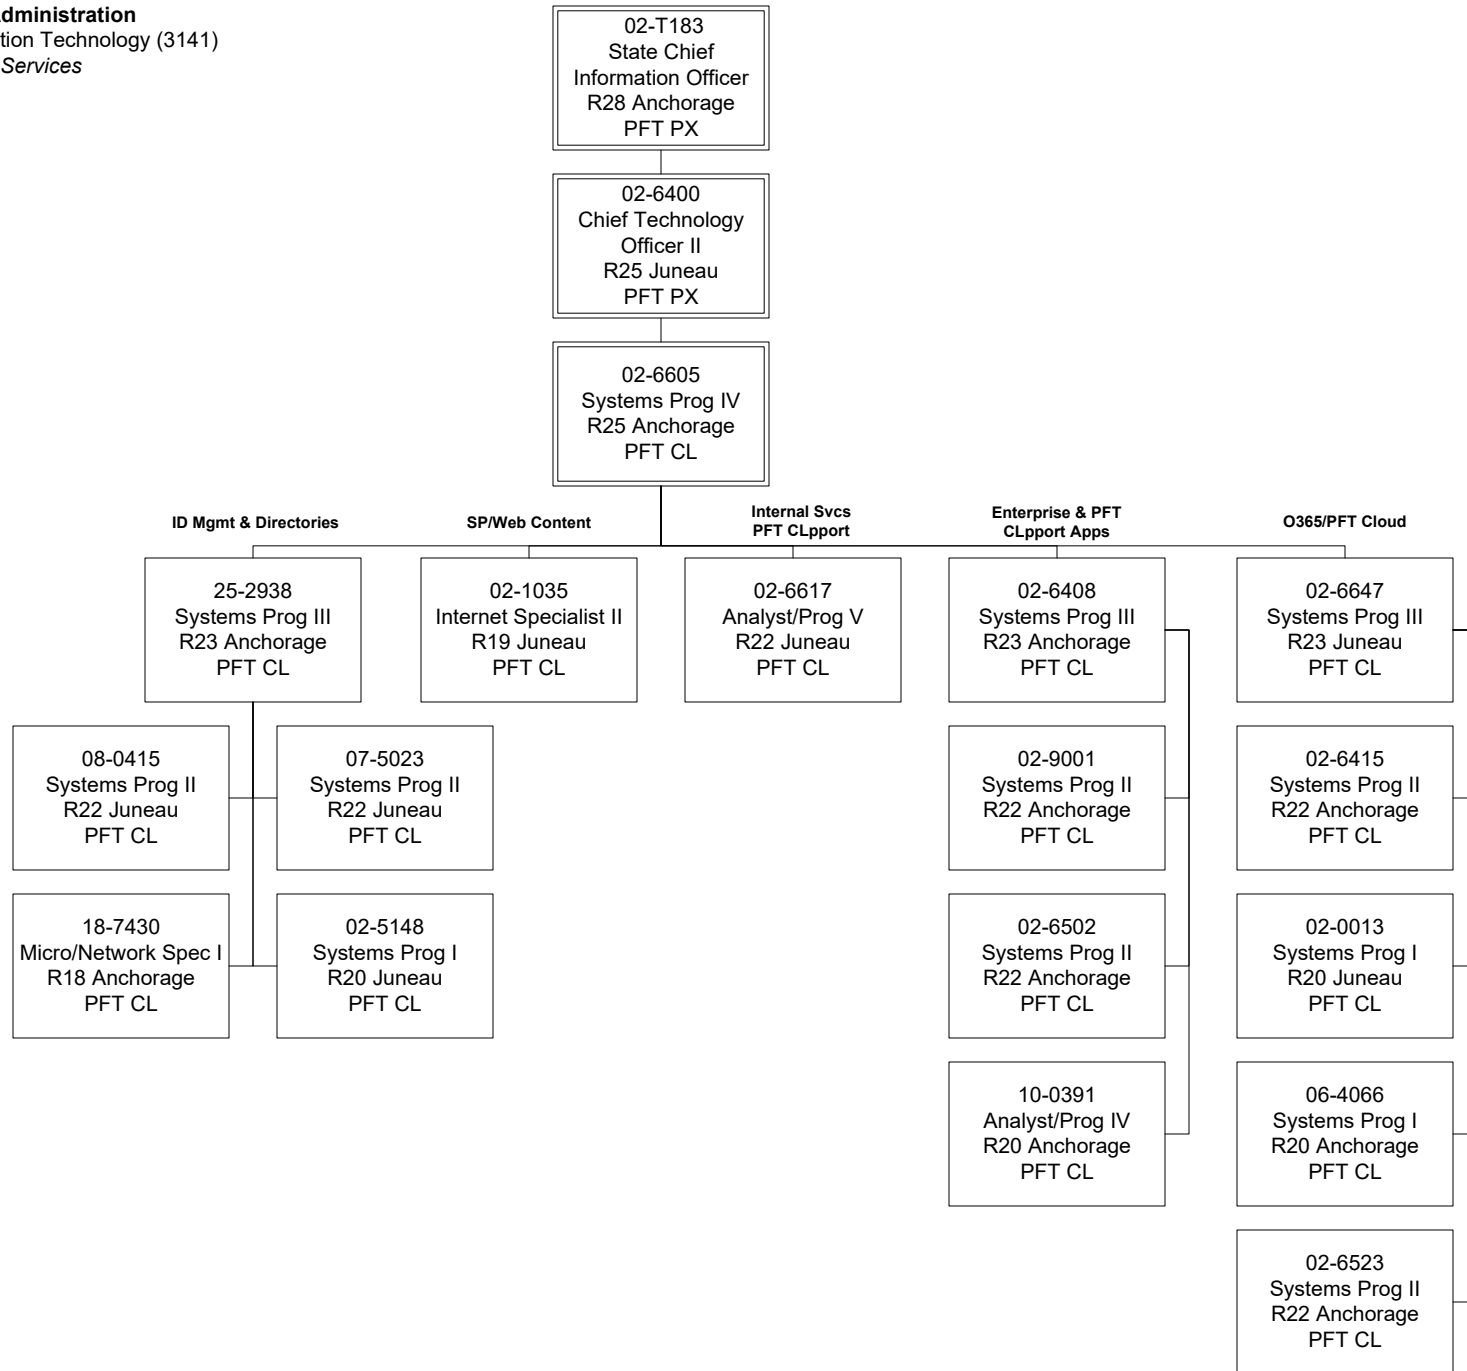 dministration
tion Technology (3141)
Services
02-T183
State Chief
Information Officer
R28 Anchorage
PFT PX
02-6400
Chief Technology
Officer II
R25 Juneau
PFT PX
02-6605
Systems Prog IV
R25 Anchorage
PFT CL
ID Mgmt & Directories
SP/Web Content
Internal Svcs
PFT CLpport
Enterprise & PFT
CLpport Apps
O365/PFT Cloud
25-2938
Systems Prog III
R23 Anchorage
PFT CL
02-1035
Internet Specialist II
R19 Juneau
PFT CL
02-6617
Analyst/Prog V
R22 Juneau
PFT CL
02-6408
Systems Prog III
R23 Anchorage
PFT CL
02-6647
Systems Prog III
R23 Juneau
PFT CL
08-0415
Systems Prog II
R22 Juneau
PFT CL
07-5023
Systems Prog II
R22 Juneau
PFT CL
02-9001
Systems Prog II
R22 Anchorage
PFT CL
02-6415
Systems Prog II
R22 Anchorage
PFT CL
18-7430
Micro/Network Spec I
R18 Anchorage
PFT CL
02-5148
Systems Prog I
R20 Juneau
PFT CL
02-6502
Systems Prog II
R22 Anchorage
PFT CL
02-0013
Systems Prog I
R20 Juneau
PFT CL
10-0391
Analyst/Prog IV
R20 Anchorage
PFT CL
06-4066
Systems Prog I
R20 Anchorage
PFT CL
02-6523
Systems Prog II
R22 Anchorage
PFT CL